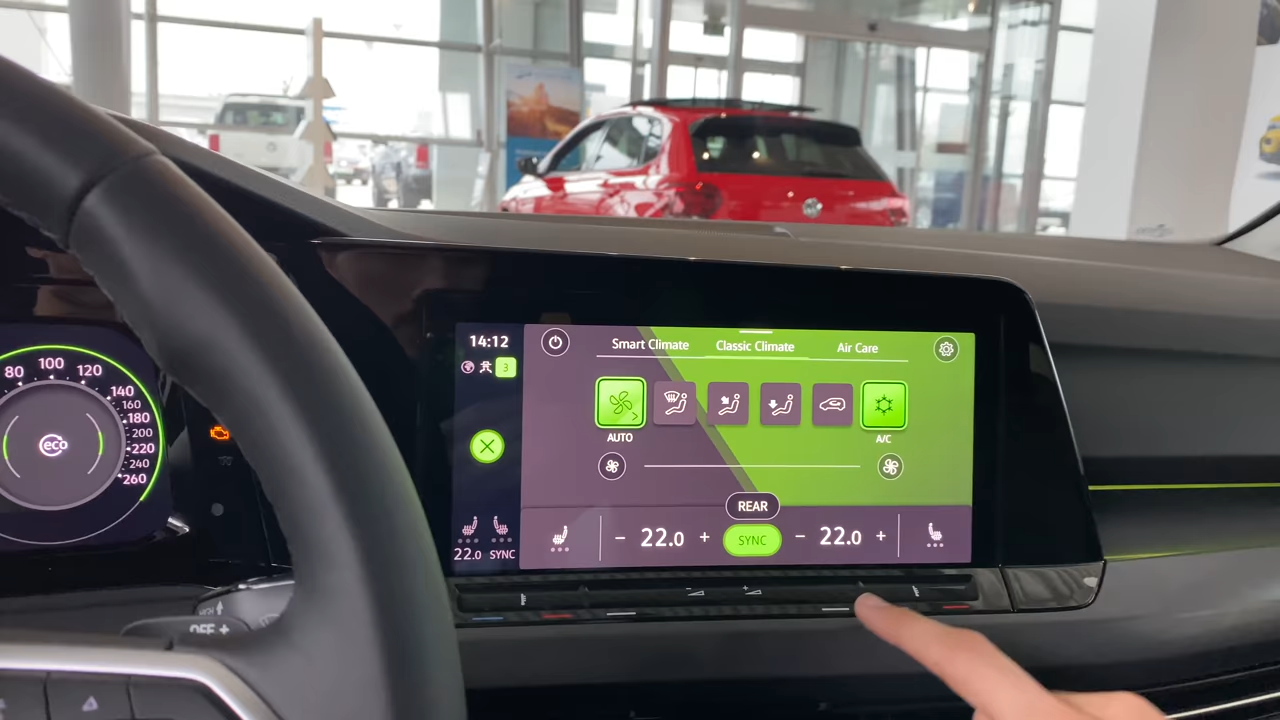 14:12
3
Smart Climate
Classic Climate
Air Care
AUTO
A/C
REAR
− 22.0 +
SYNC
− 22.0 +
22.0 SYNC
80
100
120
140
160
180
200
220
240
260
eco
OFF +